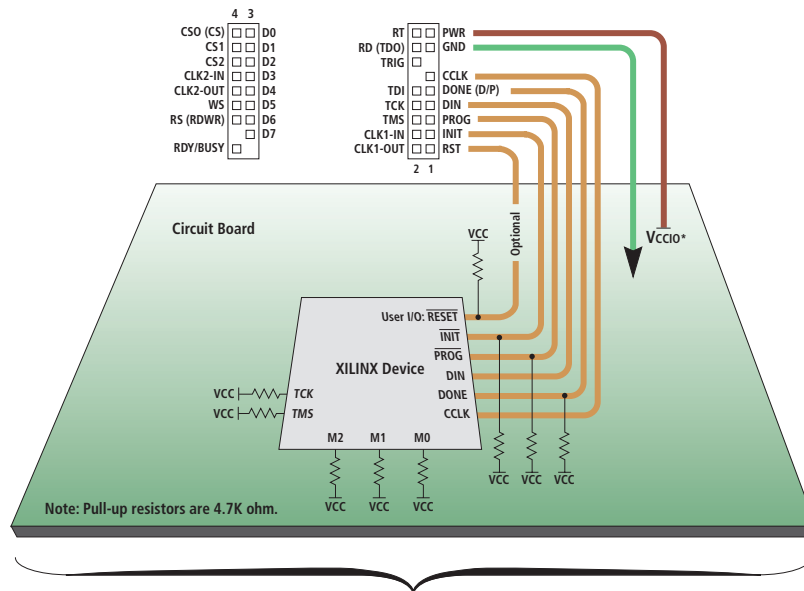 4 3
CSO (CS) D0
CS1 D1
CS2 D2
CLK2-IN D3
CLK2-OUT D4
WS D5
RS (RDWR) D6
D7
RDY/BUSY
RT PWR
RD (TDO) GND
TRIG
CCLK
TDI DONE (D/P)
TCK DIN
TMS PROG
CLK1-IN INIT
CLK1-OUT RST
2 1
Circuit Board
Optional
VCC
VCCIO*
User I/O: RESET
INIT
PROG
XILINX Device
DIN
DONE
CCLK
VCC TCK
VCC TMS
M2 M1 M0
VCC VCC VCC
VCC VCC VCC
Note: Pull-up resistors are 4.7K ohm.